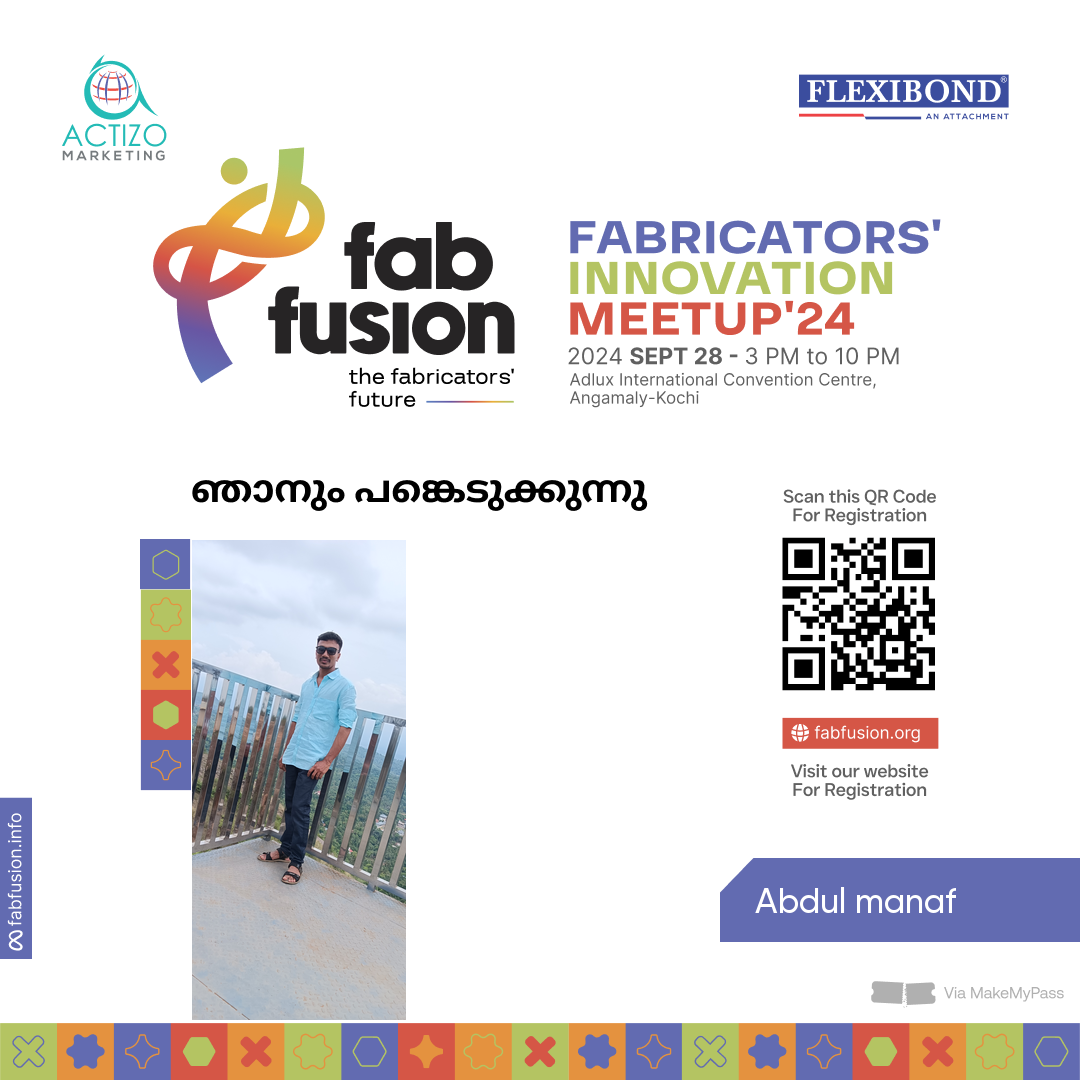 ACTIZO
MARKETING
FLEXIBOND®
AN ATTACHMENT
fab
fusion
the fabricators'
future
FABRICATORS'
INNOVATION
MEETUP'24
2024 SEPT 28 - 3 PM to 10 PM
Adlux International Convention Centre,
Angamaly-Kochi
ഞാനും പങ്കെടുക്കുന്നു
Scan this QR Code
For Registration
fabfusion.org
Visit our website
For Registration
fabfusion.info
Abdul manaf
Via MakeMyPass